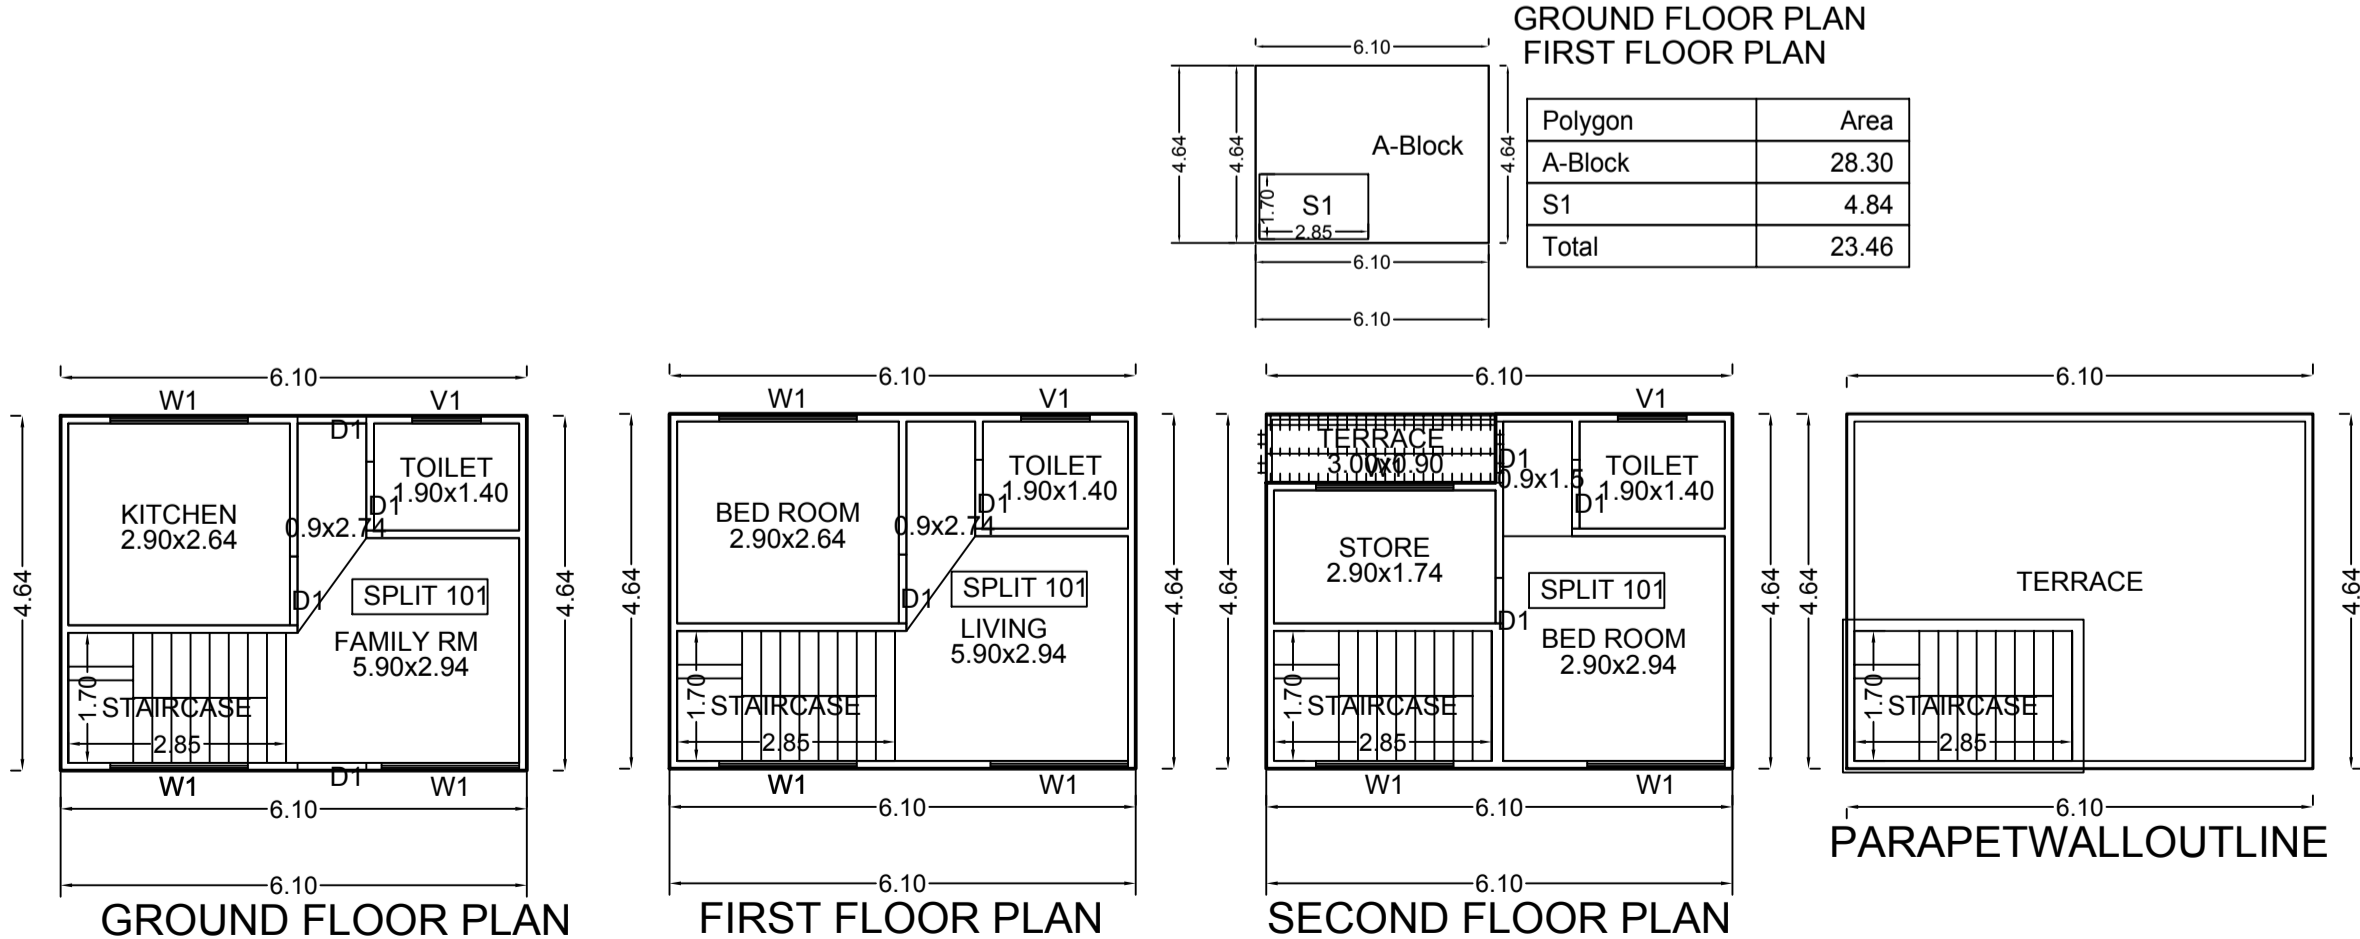 GROUND FLOOR PLAN
FIRST FLOOR PLAN
6.10
4.64
4.64
4.64
A-Block
1.70
S1
2.85
6.10
6.10
Polygon Area
A-Block 28.30
S1 4.84
Total 23.46
6.10
W1 V1
D1
4.64
4.64
TOILET
1.90x1.40
D1
KITCHEN
2.90x2.64
0.9x2.74
D1
SPLIT 101
FAMILY RM
5.90x2.94
1.70
STAIRCASE
2.85
W1 D1 W1
6.10
6.10
GROUND FLOOR PLAN
6.10
W1 V1
4.64
4.64
TOILET
1.90x1.40
D1
BED ROOM
2.90x2.64
0.9x2.74
D1
SPLIT 101
LIVING
5.90x2.94
1.70
STAIRCASE
2.85
W1 W1
6.10
6.10
FIRST FLOOR PLAN
6.10
V1
4.64
4.64
TERRACE
3.00x0.90
W1
D1
0.9x1.5
TOILET
1.90x1.40
D1
STORE
2.90x1.74
SPLIT 101
D1
BED ROOM
2.90x2.94
1.70
STAIRCASE
2.85
W1 W1
6.10
6.10
SECOND FLOOR PLAN
6.10
4.64
4.64
TERRACE
1.70
STAIRCASE
2.85
6.10
PARAPETWALLOUTLINE